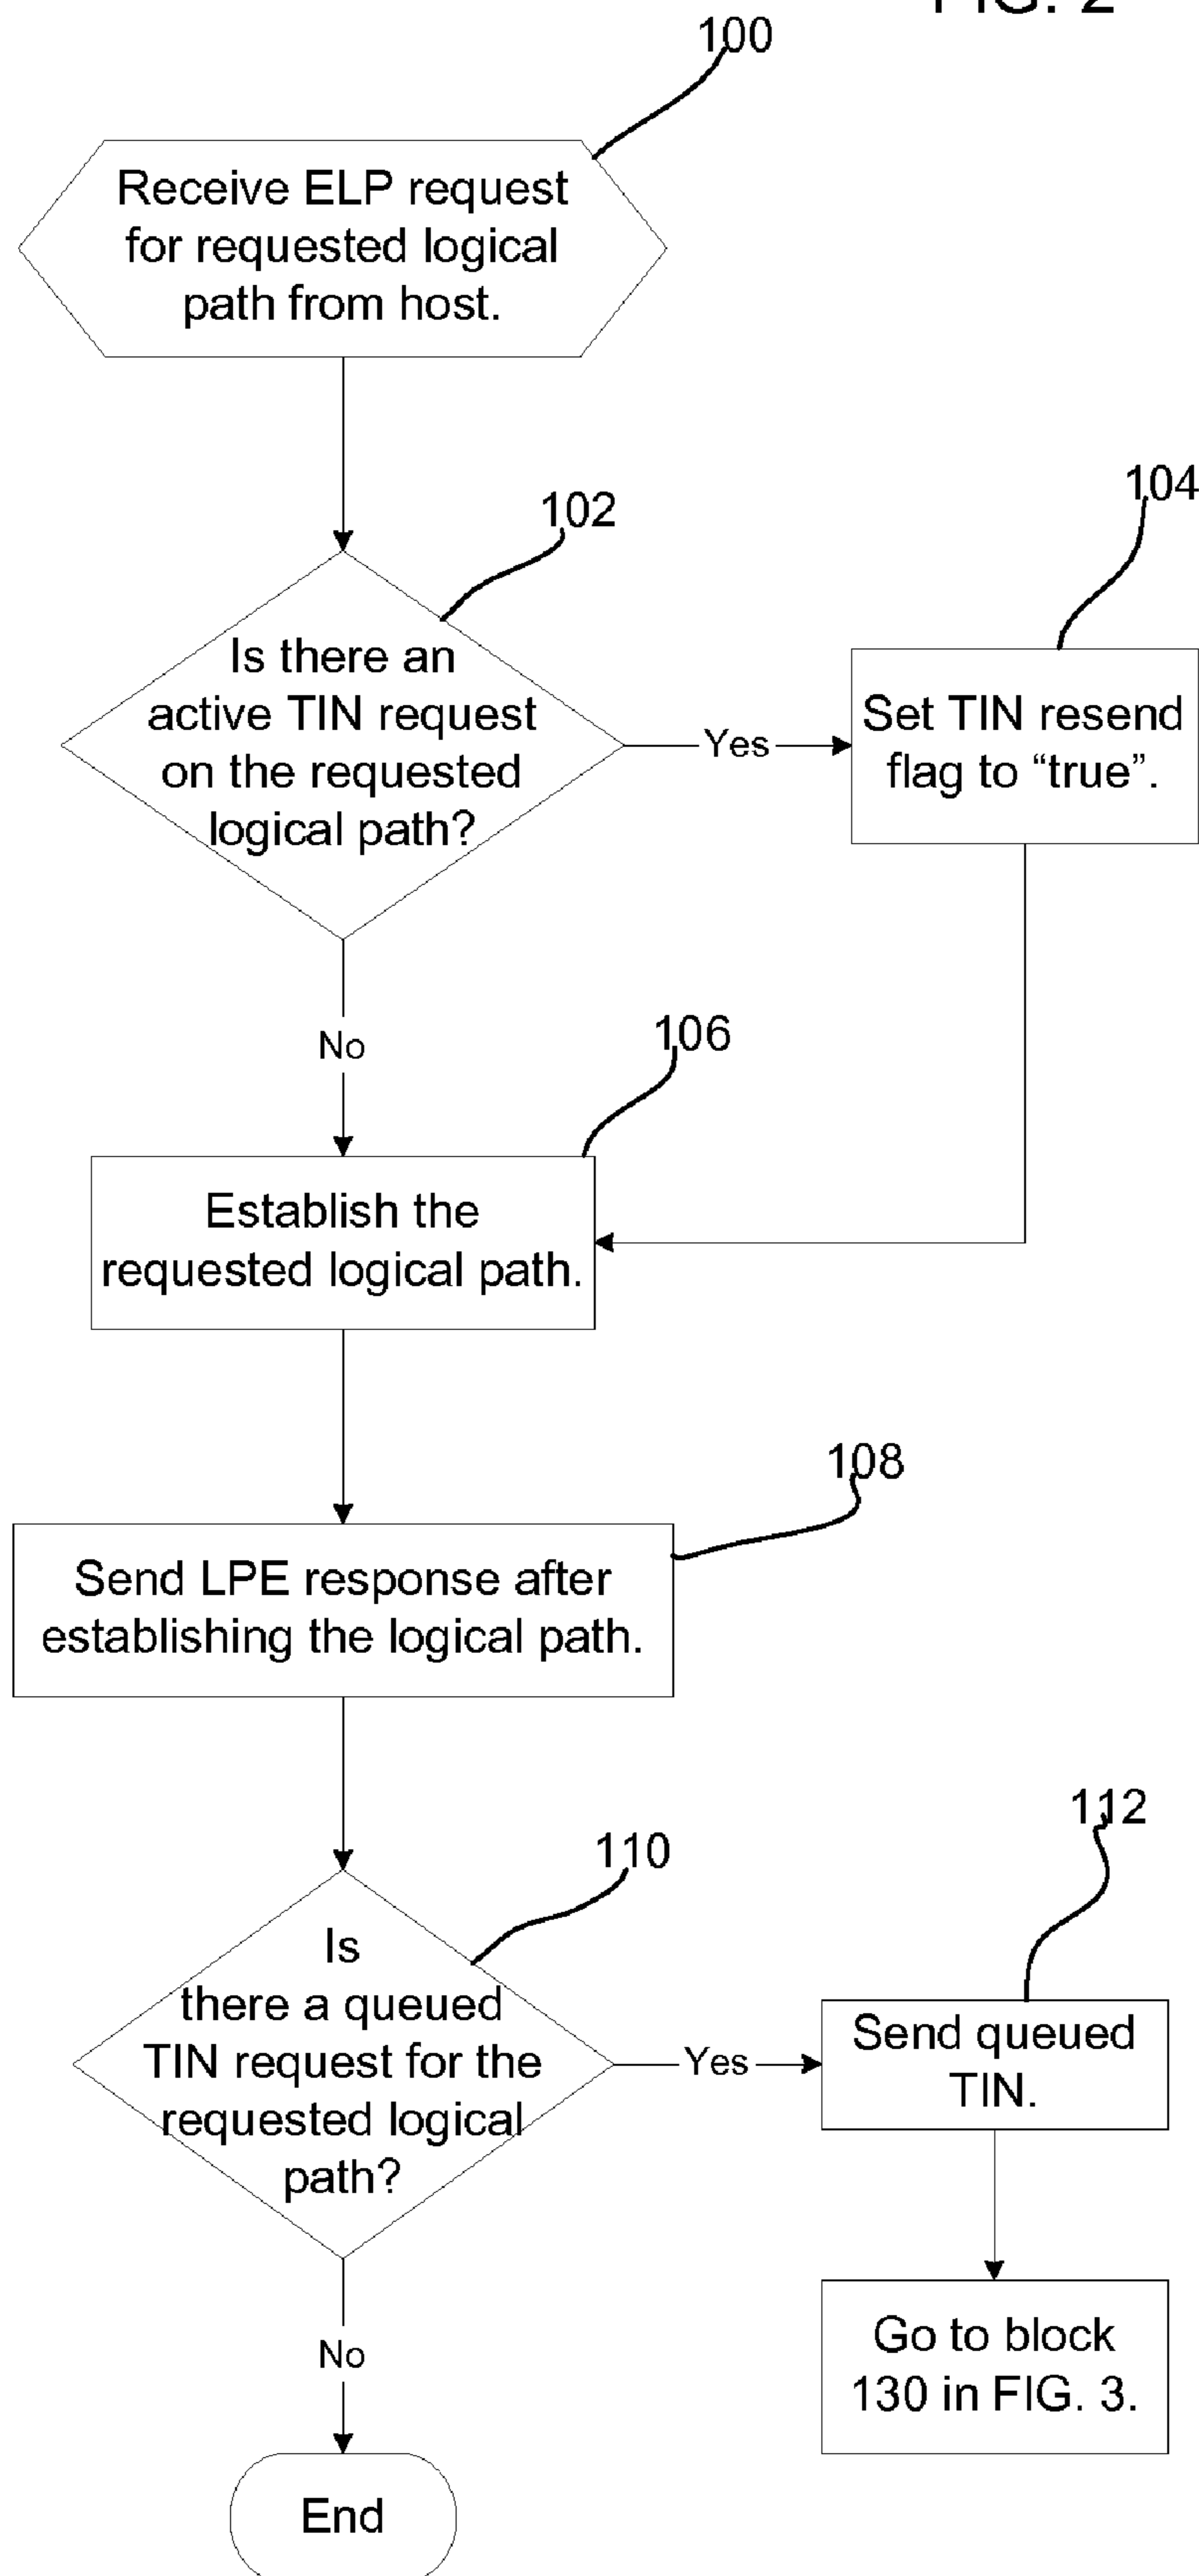 FIG. 2
100
Receive ELP request
for requested logical
path from host.
102
Is there an
active TIN request
on the requested
logical path?
Yes
104
Set TIN resend
flag to “true”.
No
106
Establish the
requested logical path.
108
Send LPE response after
establishing the logical path.
110
Is
there a queued
TIN request for the
requested logical
path?
Yes
112
Send queued
TIN.
Go to block
130 in FIG. 3.
No
End